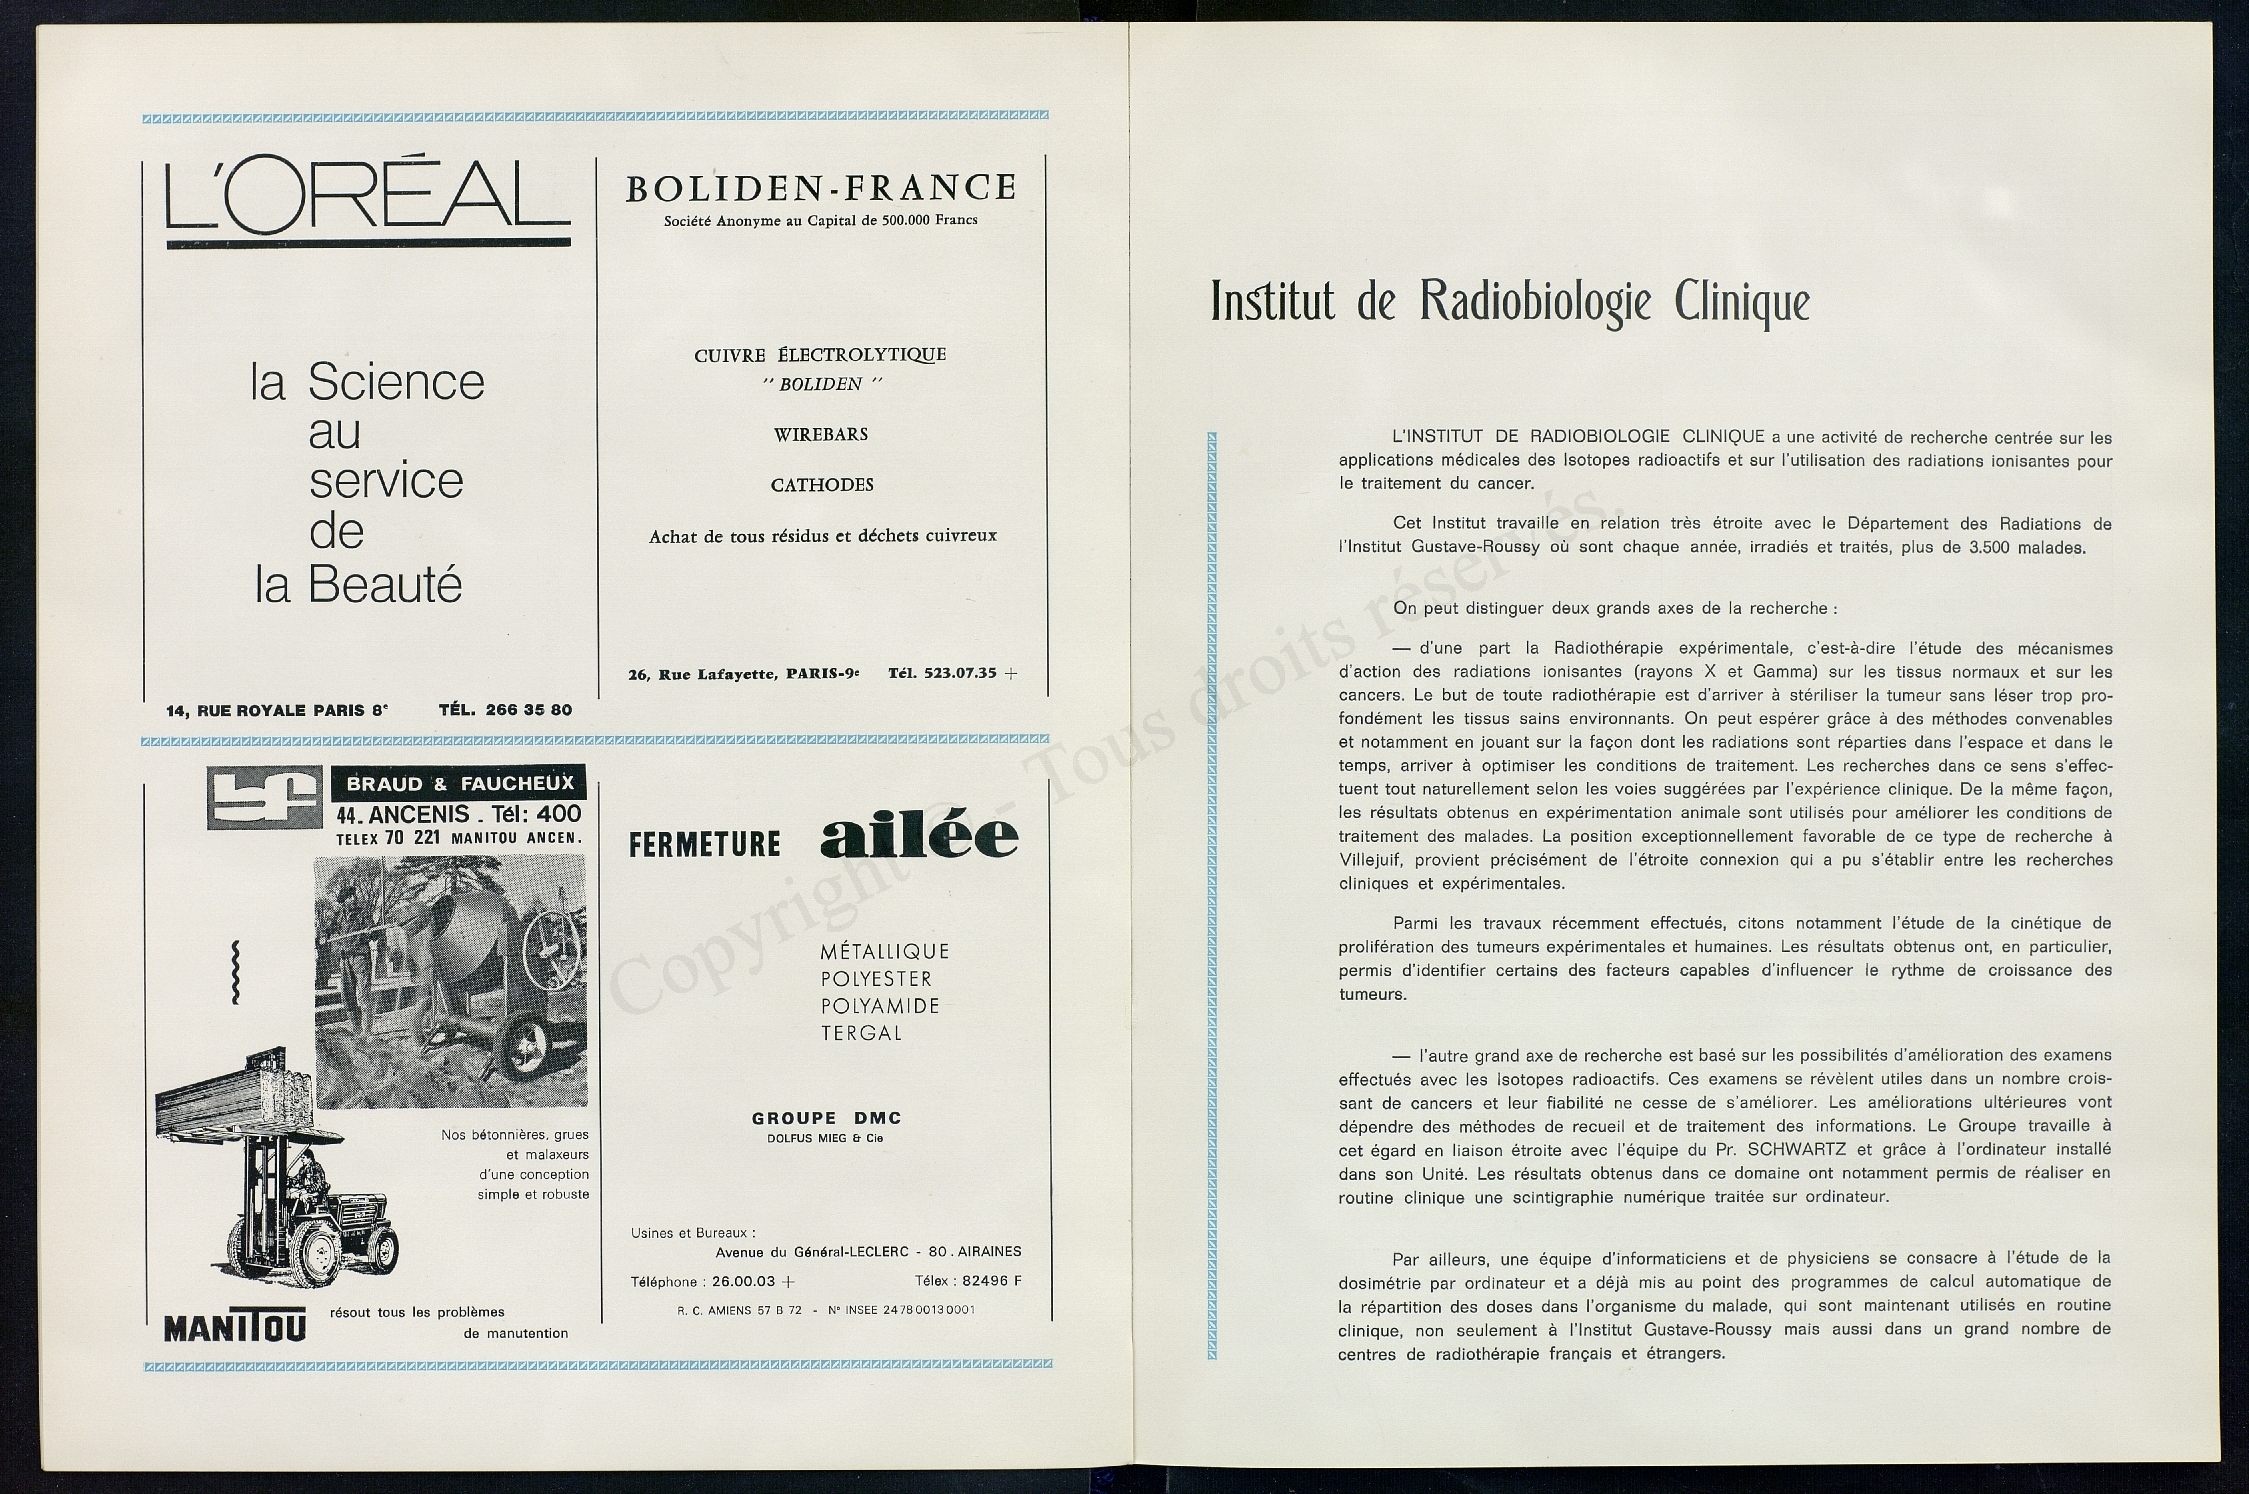 L'ORÉAL
la Science
au
service
de
la Beauté
14, RUE ROYALE PARIS 8e TÉL. 266 35 80
BOLIDEN-FRANCE
Société Anonyme au Capital de 500.000 Francs
CUIVRE ÉLECTROLYTIQUE
" BOLIDEN "
WIREBARS
CATHODES
Achat de tous résidus et déchets cuivreux
26, Rue Lafayette, PARIS-9e Tél. 523.07.35 +
BRAUD & FAUCHEUX
44. ANCENIS . Tél: 400
TELEX 70 221 MANITOU ANCEN.
Nos bétonnières, grues
et malaxeurs
d'une conception
simple et robuste
MANITOU
résout tous les problèmes
de manutention
FERMETURE ailée
MÉTALLIQUE
POLYESTER
POLYAMIDE
TERGAL
GROUPE DMC
DOLFUS MIEG & Cie
Usines et Bureaux :
Avenue du Général-LECLERC - 80. AIRAINES
Téléphone : 26.00.03 + Télex : 82496 F
R. C. AMIENS 57 B 72 - N° INSEE 247800130001
Institut de Radiobiologie Clinique
L'INSTITUT DE RADIOBIOLOGIE CLINIQUE a une activité de recherche centrée sur les
applications médicales des Isotopes radioactifs et sur l'utilisation des radiations ionisantes pour
le traitement du cancer.
Cet Institut travaille en relation très étroite avec le Département des Radiations de
l'Institut Gustave-Roussy où sont chaque année, irradiés et traités, plus de 3.500 malades.
On peut distinguer deux grands axes de la recherche :
— d'une part la Radiothérapie expérimentale, c'est-à-dire l'étude des mécanismes
d'action des radiations ionisantes (rayons X et Gamma) sur les tissus normaux et sur les
cancers. Le but de toute radiothérapie est d'arriver à stériliser la tumeur sans léser trop pro-
fondément les tissus sains environnants. On peut espérer grâce à des méthodes convenables
et notamment en jouant sur la façon dont les radiations sont réparties dans l'espace et dans le
temps, arriver à optimiser les conditions de traitement. Les recherches dans ce sens s'effec-
tuent tout naturellement selon les voies suggérées par l'expérience clinique. De la même façon,
les résultats obtenus en expérimentation animale sont utilisés pour améliorer les conditions de
traitement des malades. La position exceptionnellement favorable de ce type de recherche à
Villejuif, provient précisément de l'étroite connexion qui a pu s'établir entre les recherches
cliniques et expérimentales.
Parmi les travaux récemment effectués, citons notamment l'étude de la cinétique de
prolifération des tumeurs expérimentales et humaines. Les résultats obtenus ont, en particulier,
permis d'identifier certains des facteurs capables d'influencer le rythme de croissance des
tumeurs.
— l'autre grand axe de recherche est basé sur les possibilités d'amélioration des examens
effectués avec les Isotopes radioactifs. Ces examens se révèlent utiles dans un nombre crois-
sant de cancers et leur fiabilité ne cesse de s'améliorer. Les améliorations ultérieures vont
dépendre des méthodes de recueil et de traitement des informations. Le Groupe travaille à
cet égard en liaison étroite avec l'équipe du Pr. SCHWARTZ et grâce à l'ordinateur installé
dans son Unité. Les résultats obtenus dans ce domaine ont notamment permis de réaliser en
routine clinique une scintigraphie numérique traitée sur ordinateur.
Par ailleurs, une équipe d'informaticiens et de physiciens se consacre à l'étude de la
dosimétrie par ordinateur et a déjà mis au point des programmes de calcul automatique de
la répartition des doses dans l'organisme du malade, qui sont maintenant utilisés en routine
clinique, non seulement à l'Institut Gustave-Roussy mais aussi dans un grand nombre de
centres de radiothérapie français et étrangers.
Copyright © - Tous droits réservés.